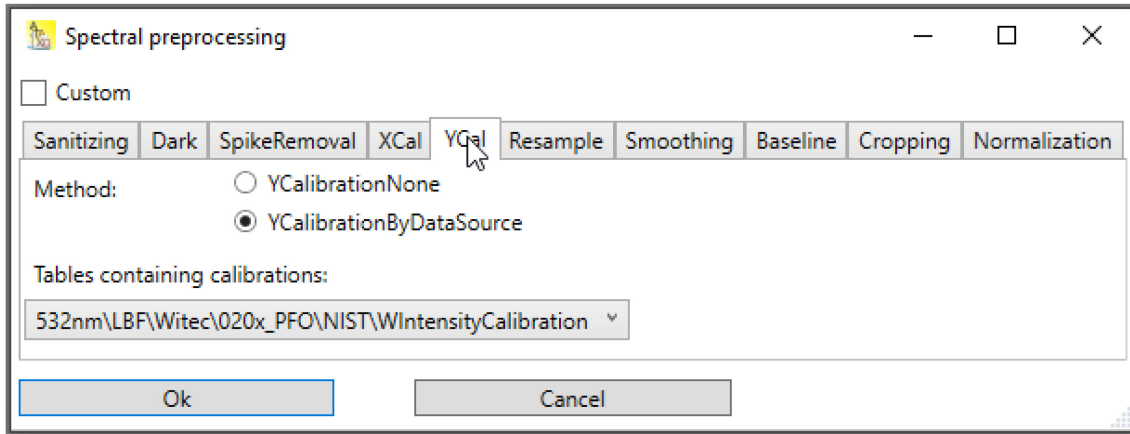 Spectral preprocessing
Custom
Sanitizing Dark SpikeRemoval XCal YCal Resample Smoothing Baseline Cropping Normalization
Method: YCalibrationNone
YCalibrationByDataSource
Tables containing calibrations:
532nm\LBF\Witec\020x_PFO\NIST\WIntensityCalibration
Ok Cancel